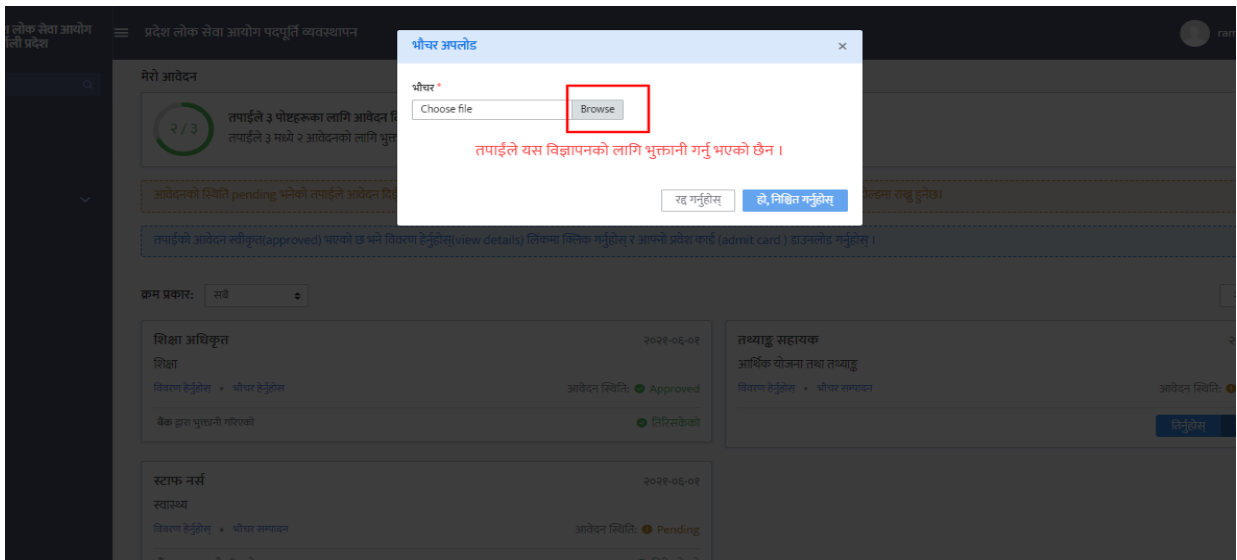 लोक सेवा आयोग
प्रदेश
प्रदेश लोक सेवा आयोग पदपूर्ति व्यवस्थापन
ram
भौचर अपलोड
×
मेरो आवेदन
भौचर *
Choose file Browse
२ / ३
तपाईंले ३ पोष्टहरूका लागि आवेदन
तपाईंले ३ मध्ये २ आवेदनको लागि
तपाईंले यस विज्ञापनको लागि भुक्तानी गर्नु भएको छैन ।
रद्द गर्नुहोस् हो, निश्चित गर्नुहोस्
आवेदनको स्थिति pending भनेको तपाईंले आवेदन राख्नु हुनेछ।
तपाईंको आवेदन स्वीकृत(approved) भएको छ भने विवरण हेर्नुहोस्(view details) लिंकमा क्लिक गर्नुहोस् र आफ्नो प्रवेश कार्ड (admit card ) डाउनलोड गर्नुहोस् ।
क्रम प्रकार: सबै
शिक्षा अधिकृत २०२१-०६-०१
शिक्षा
विवरण हेर्नुहोस् • भौचर हेर्नुहोस
आवेदन स्थिति: Approved
बैंक द्वारा भुक्तानी गरिएको तिरिसकेको
तथ्याङ्क सहायक
आर्थिक योजना तथा तथ्याङ्क
विवरण हेर्नुहोस् • भौचर सम्पादन
आवेदन स्थिति:
तिर्नुहोस्
स्टाफ नर्स २०२१-०६-०१
स्वास्थ्य
विवरण हेर्नुहोस् • भौचर सम्पादन
आवेदन स्थिति: Pending